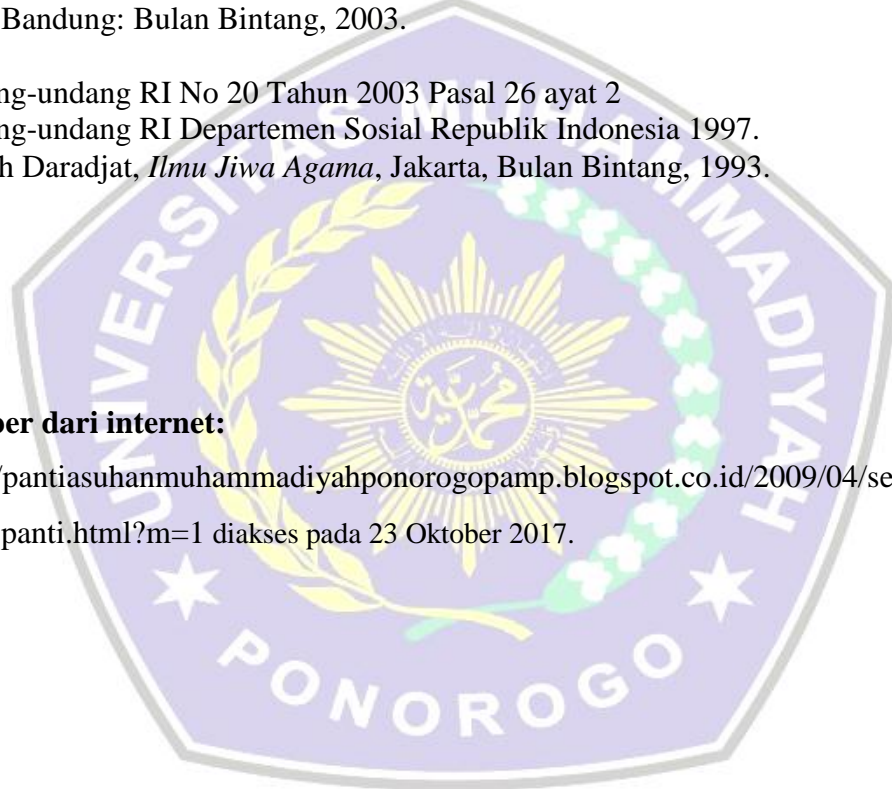 Bandung: Bulan Bintang, 2003.
ng-undang RI No 20 Tahun 2003 Pasal 26 ayat 2
ng-undang RI Departemen Sosial Republik Indonesia 1997.
h Daradjat, Ilmu Jiwa Agama, Jakarta, Bulan Bintang, 1993.
UNIVERSITAS MUHAMMADIYAH
محمدية
ber dari internet:
/pantiasuhanmuhammadiyahponorogopamp.blogspot.co.id/2009/04/se
panti.html?m=1 diakses pada 23 Oktober 2017.
PONOROGO